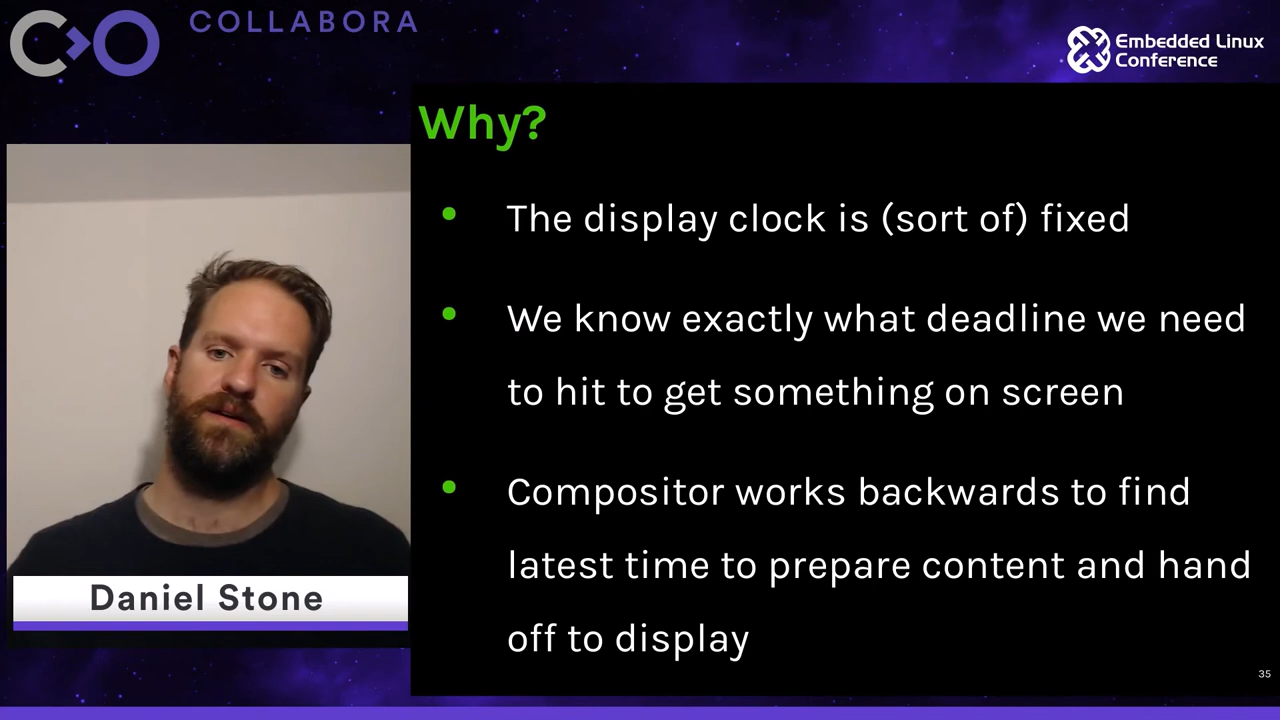 COLLABORA
Embedded Linux
Conference
Why?
• The display clock is (sort of) fixed
• We know exactly what deadline we need
to hit to get something on screen
• Compositor works backwards to find
latest time to prepare content and hand
off to display
Daniel Stone
35